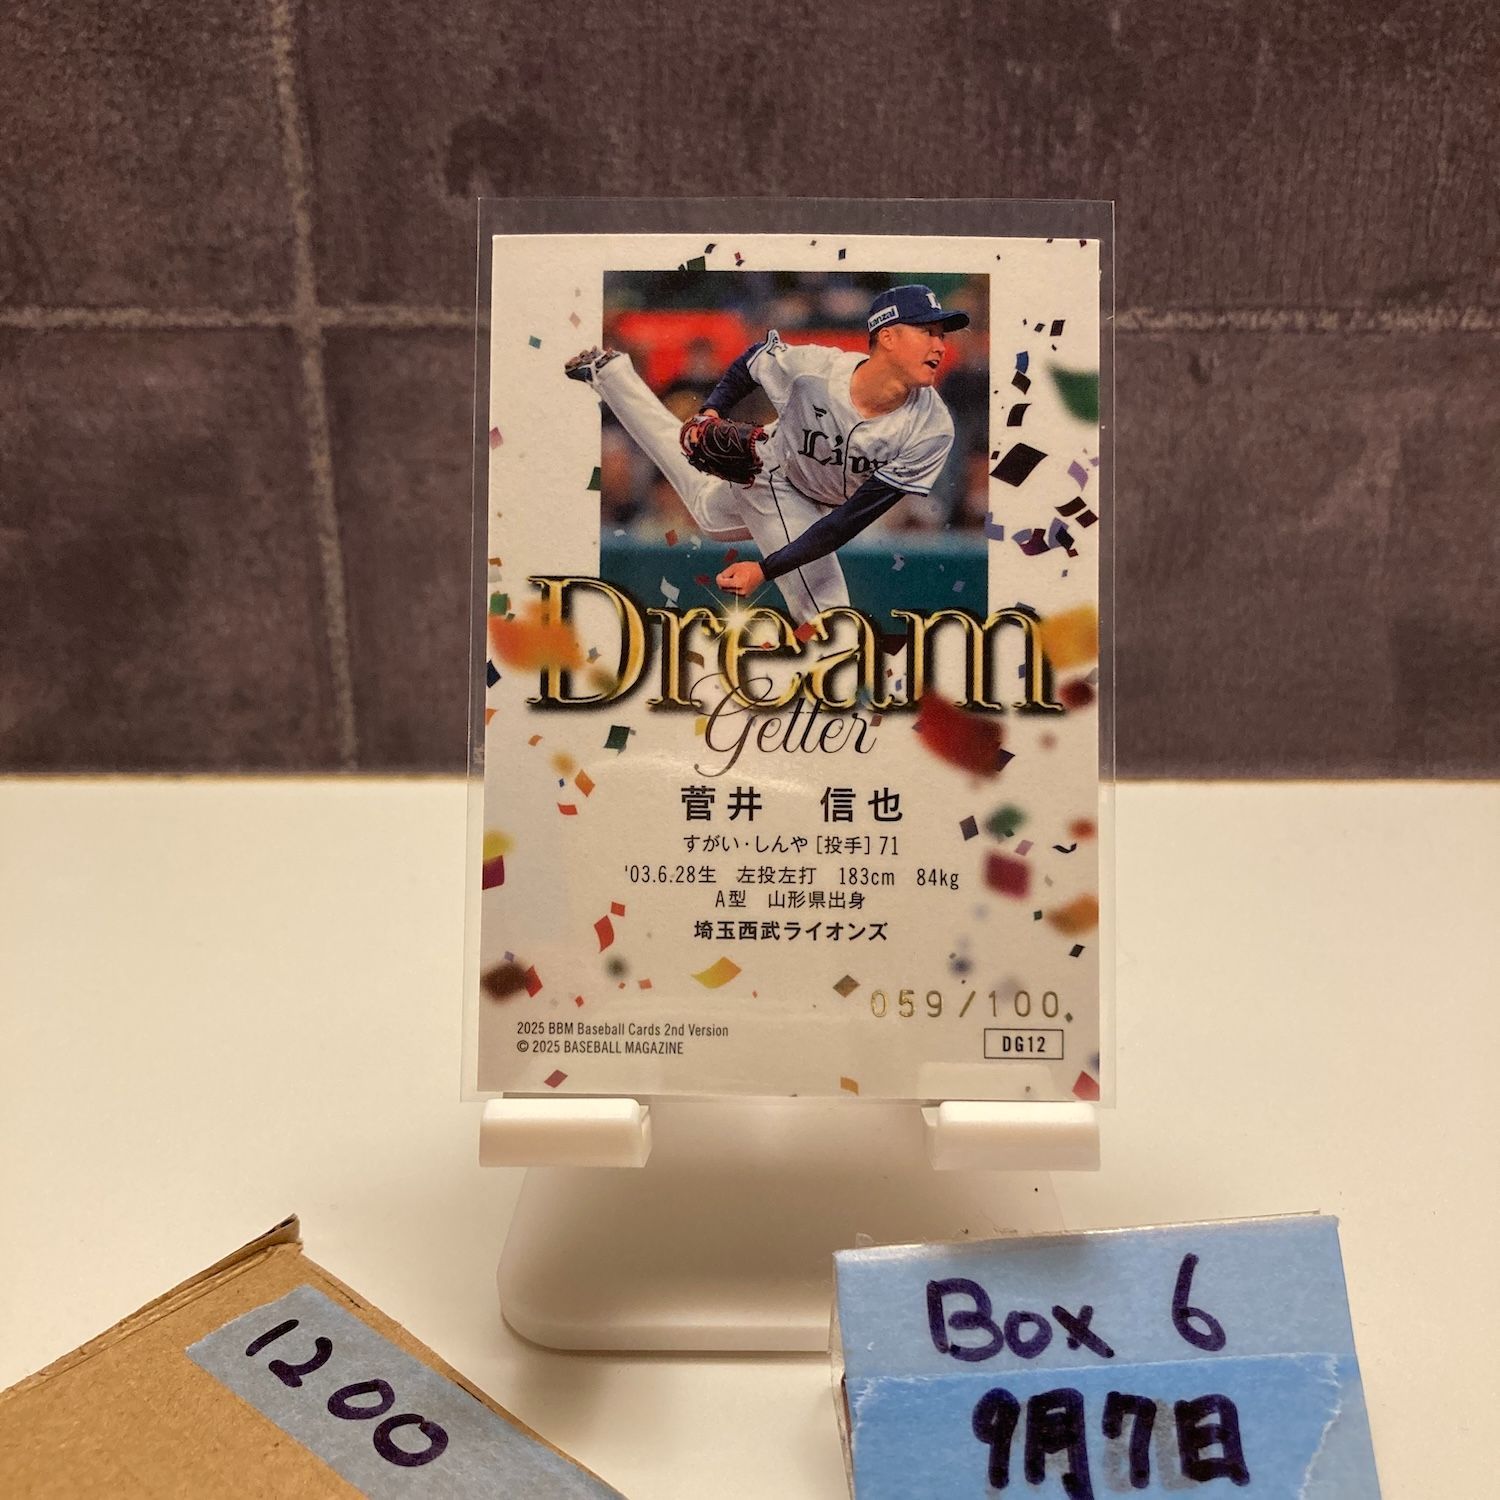 kanzai
Lions
Dream
Getter
菅井 信也
すがい・しんや [投手] 71
'03.6.28生 左投左打 183cm 84kg
A型 山形県出身
埼玉西武ライオンズ
059/100
2025 BBM Baseball Cards 2nd Version
© 2025 BASEBALL MAGAZINE
DG12
1200
Box 6
9月7日